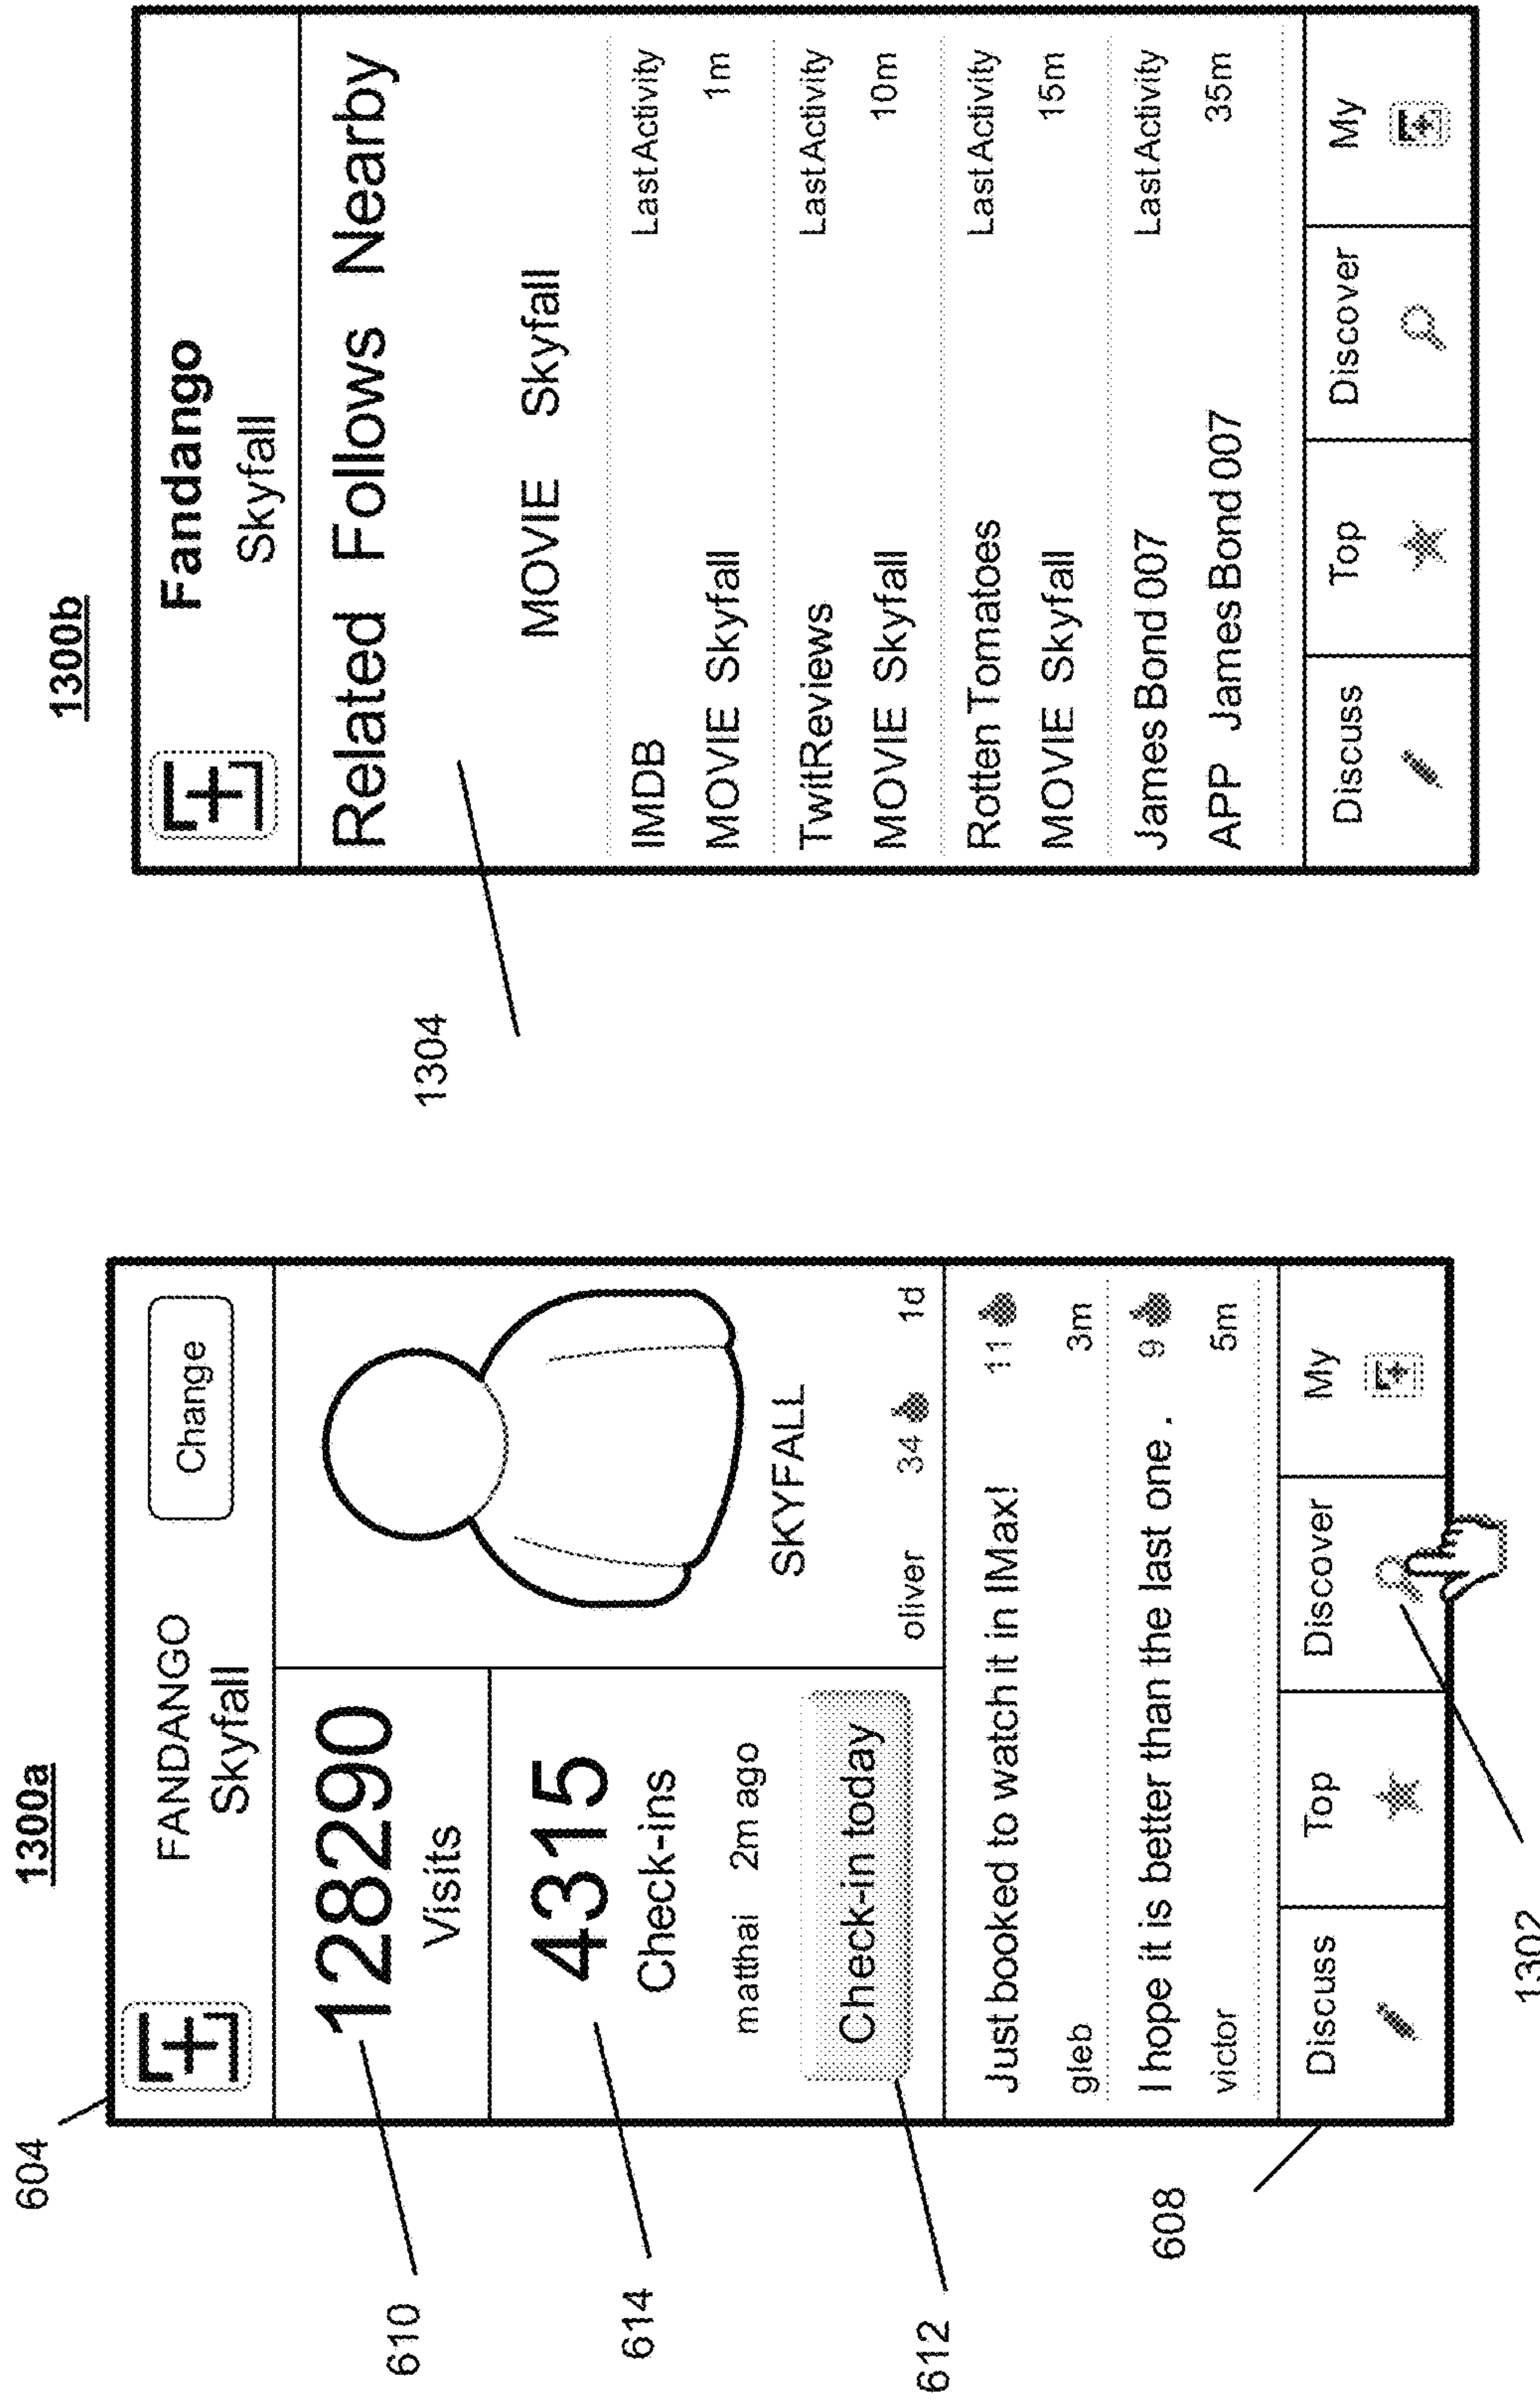 1300a
604
FANDANGO
Skyfall
Change
128290
Visits
610
4315
Check-ins
614
matthai 2m ago
Check-in today
612
SKYFALL
oliver 34 1d
Just booked to watch it in IMax! 11
gleb 3m
I hope it is better than the last one . 9
victor 5m
608
Discuss Top Discover My
1302
1300b
Fandango
Skyfall
Related Follows Nearby
1304
MOVIE Skyfall
IMDB Last Activity
MOVIE Skyfall 1m
TwitReviews Last Activity
MOVIE Skyfall 10m
Rotten Tomatoes Last Activity
MOVIE Skyfall 15m
James Bond 007 Last Activity
APP James Bond 007 35m
Discuss Top Discover My